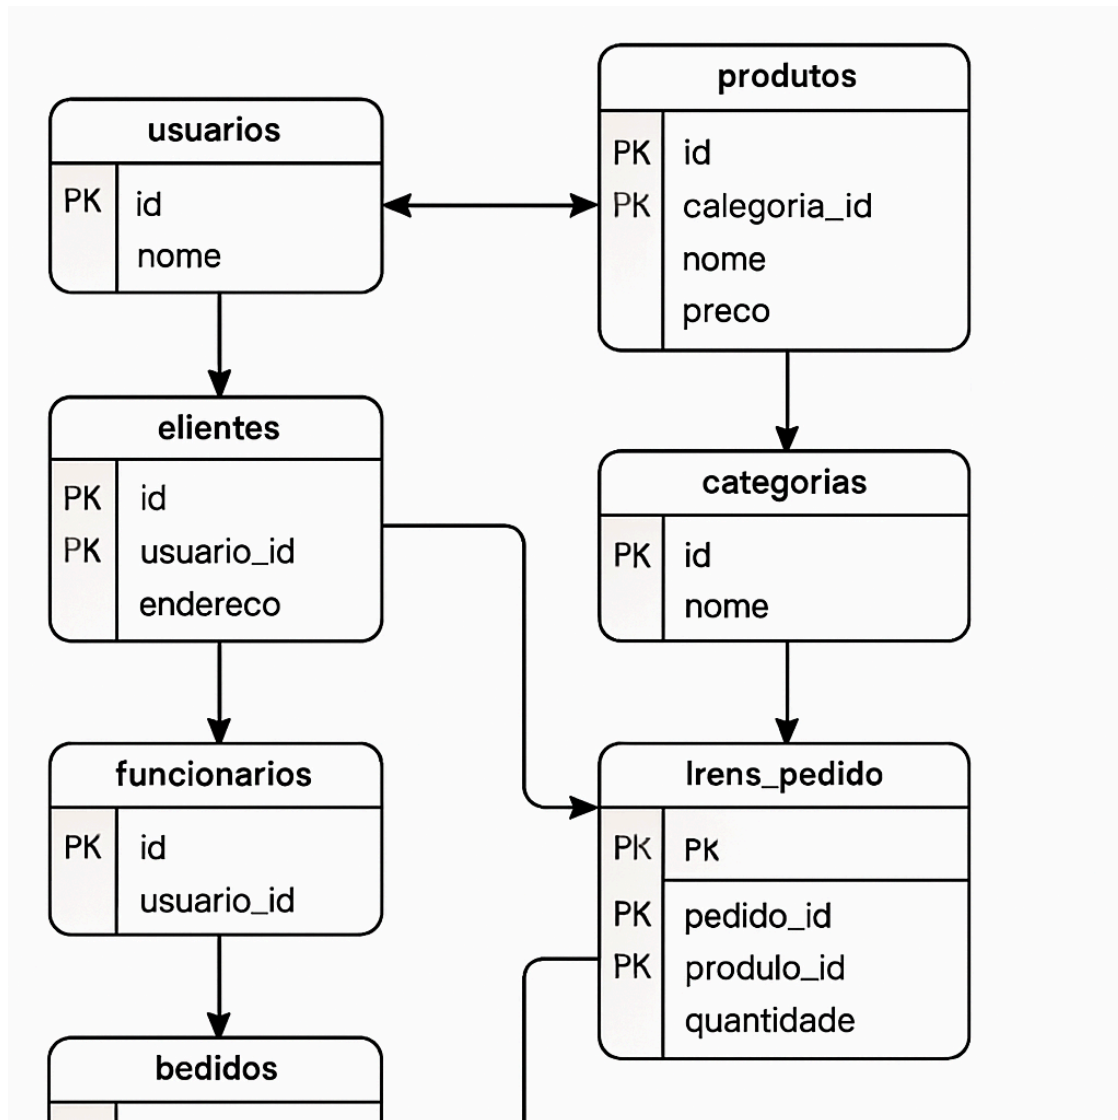 usuarios
PK id
nome
produtos
PK id
PK calegoria_id
nome
preco
elientes
PK id
PK usuario_id
endereco
categorias
PK id
nome
funcionarios
PK id
usuario_id
lrens_pedido
PK PK
PK pedido_id
PK produlo_id
quantidade
bedidos